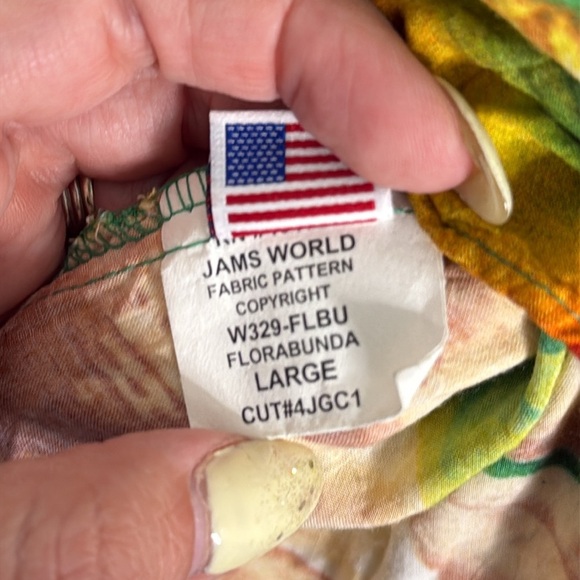 JAMS WORLD
FABRIC PATTERN
COPYRIGHT
W329-FLBU
FLORABUNDA
LARGE
CUT#4JGC1